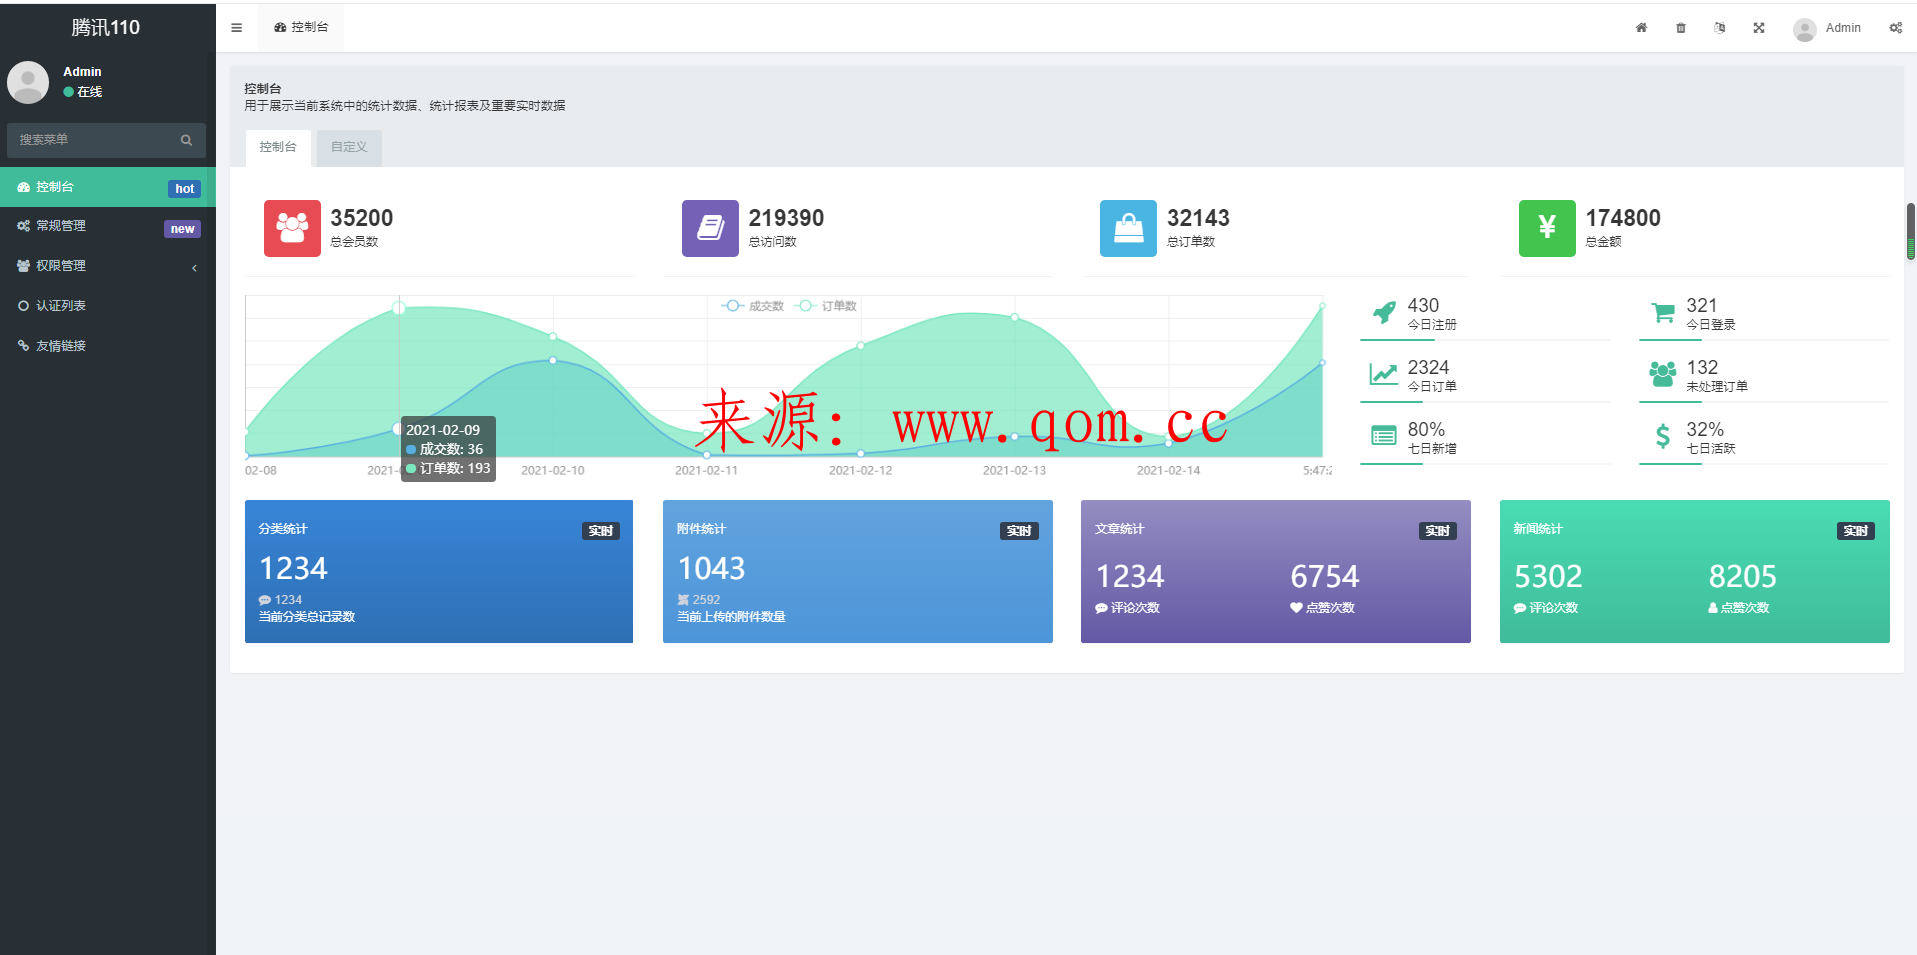 腾讯110
Admin
在线
搜索菜单
控制台
hot
常规管理
new
权限管理
认证列表
友情链接
控制台
Admin
控制台
用于展示当前系统中的统计数据、统计报表及重要实时数据
控制台
自定义
35200
总会员数
219390
总访问数
32143
总订单数
¥
174800
总金额
成交数
订单数
2021-02-09
成交数: 36
订单数: 193
来源: www.qom.cc
02-08
2021-0
2021-02-10
2021-02-11
2021-02-12
2021-02-13
2021-02-14
5:47:2
430
今日注册
321
今日登录
2324
今日订单
132
未处理订单
80%
七日新增
$
32%
七日活跃
分类统计
实时
1234
1234
当前分类总记录数
附件统计
实时
1043
2592
当前上传的附件数量
文章统计
实时
1234
评论次数
6754
点赞次数
新闻统计
实时
5302
评论次数
8205
点赞次数